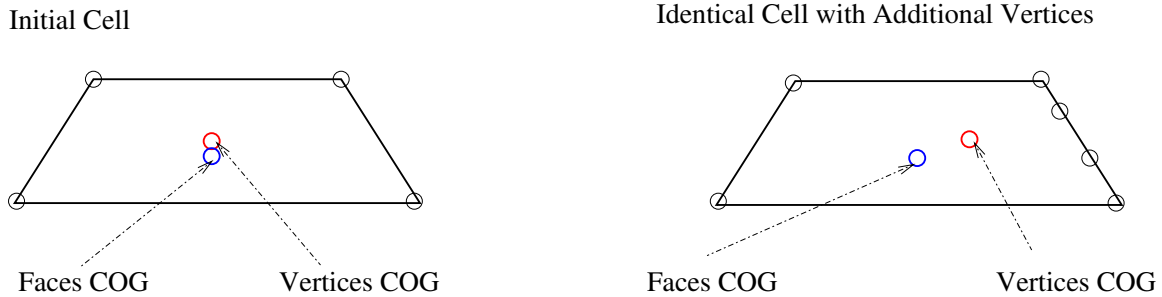 Initial Cell
Identical Cell with Additional Vertices
Faces COG
Vertices COG
Faces COG
Vertices COG